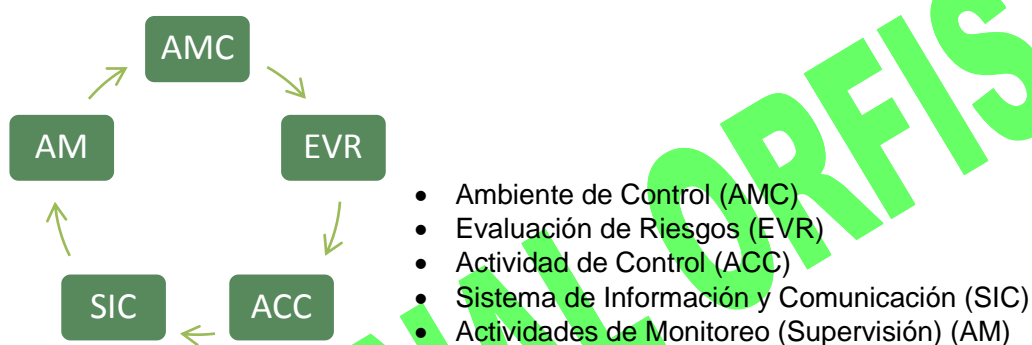 AMC
AM
EVR
SIC
ACC
• Ambiente de Control (AMC)
• Evaluación de Riesgos (EVR)
• Actividad de Control (ACC)
• Sistema de Información y Comunicación (SIC)
• Actividades de Monitoreo (Supervisión) (AM)
ORFIS